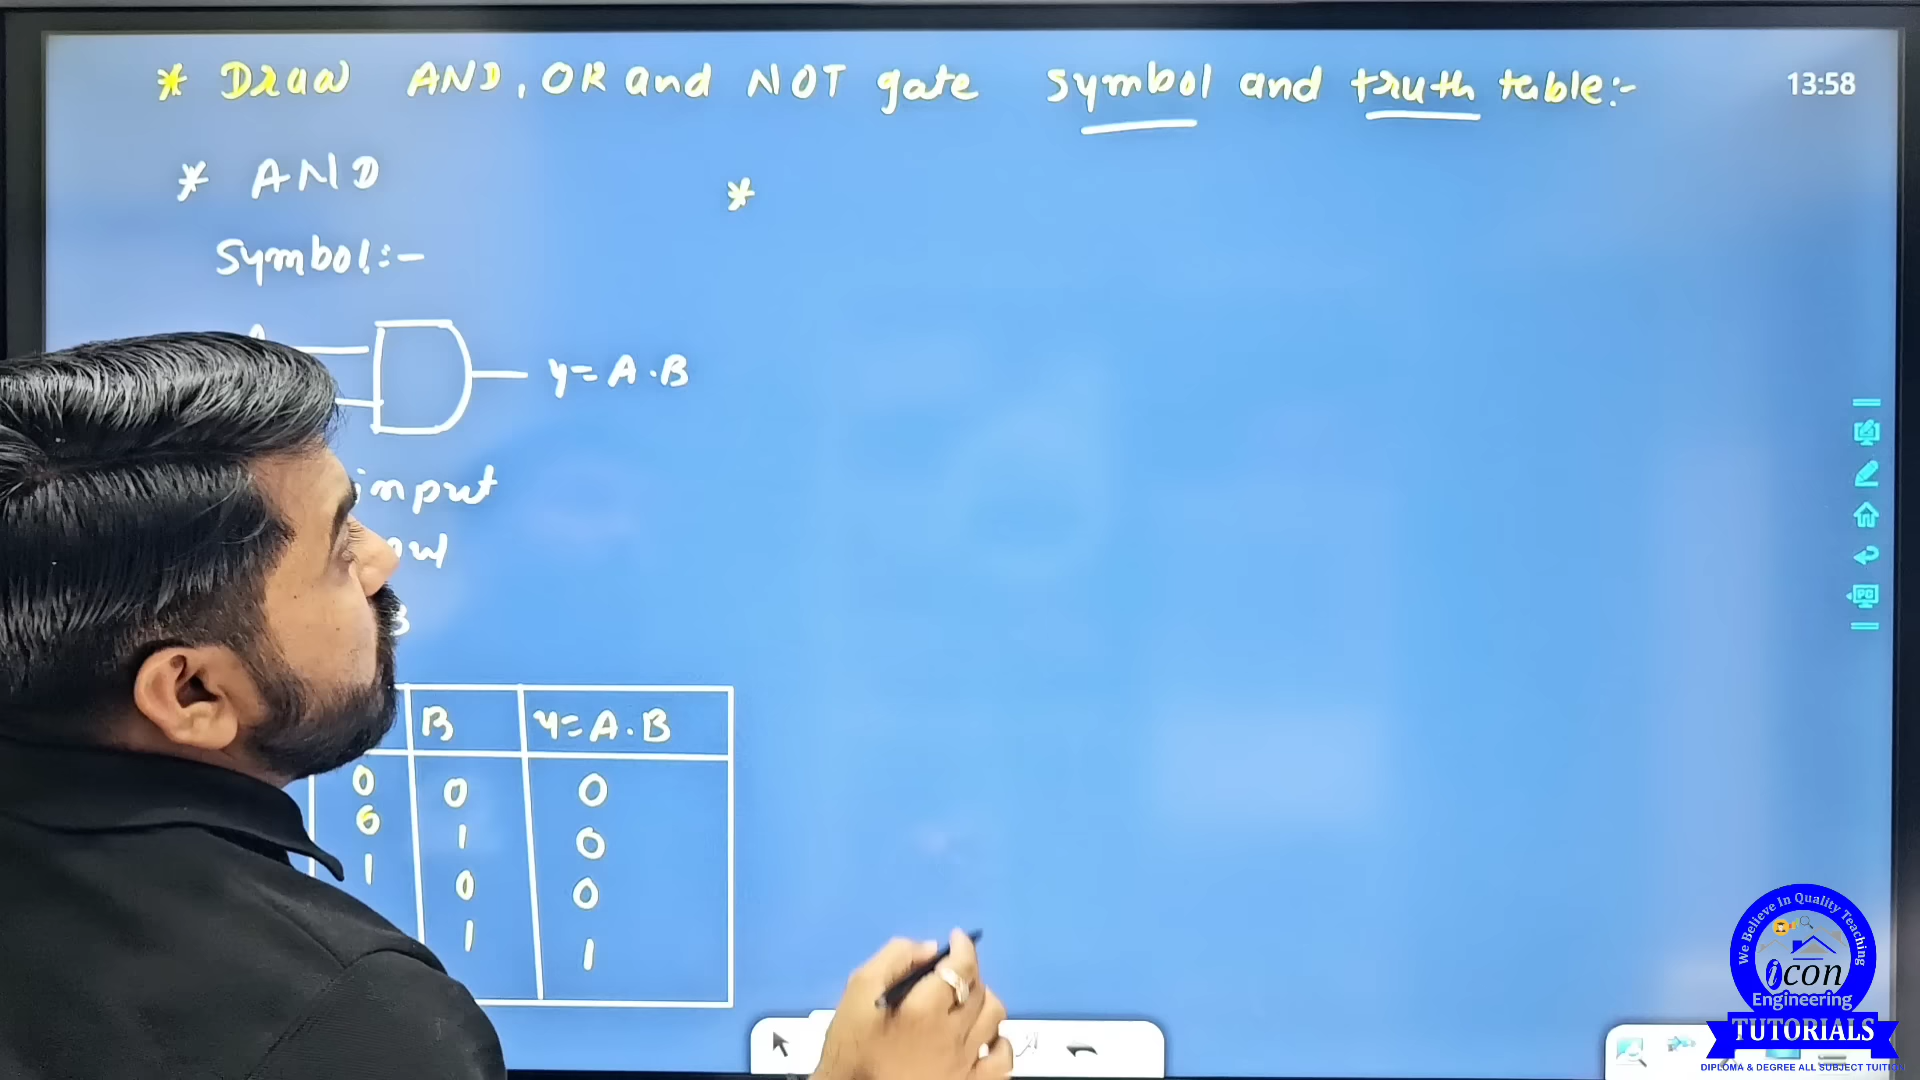 * Draw AND, OR and NOT gate symbol and truth table:-
13:58
* AND
*
Symbol:-
y = A . B
input
B
B y = A . B
0 0 0
0 1 0
1 0 0
1 1
We Believe In Quality Teaching
icon
Engineering
TUTORIALS
DIPLOMA & DEGREE ALL SUBJECT TUITION